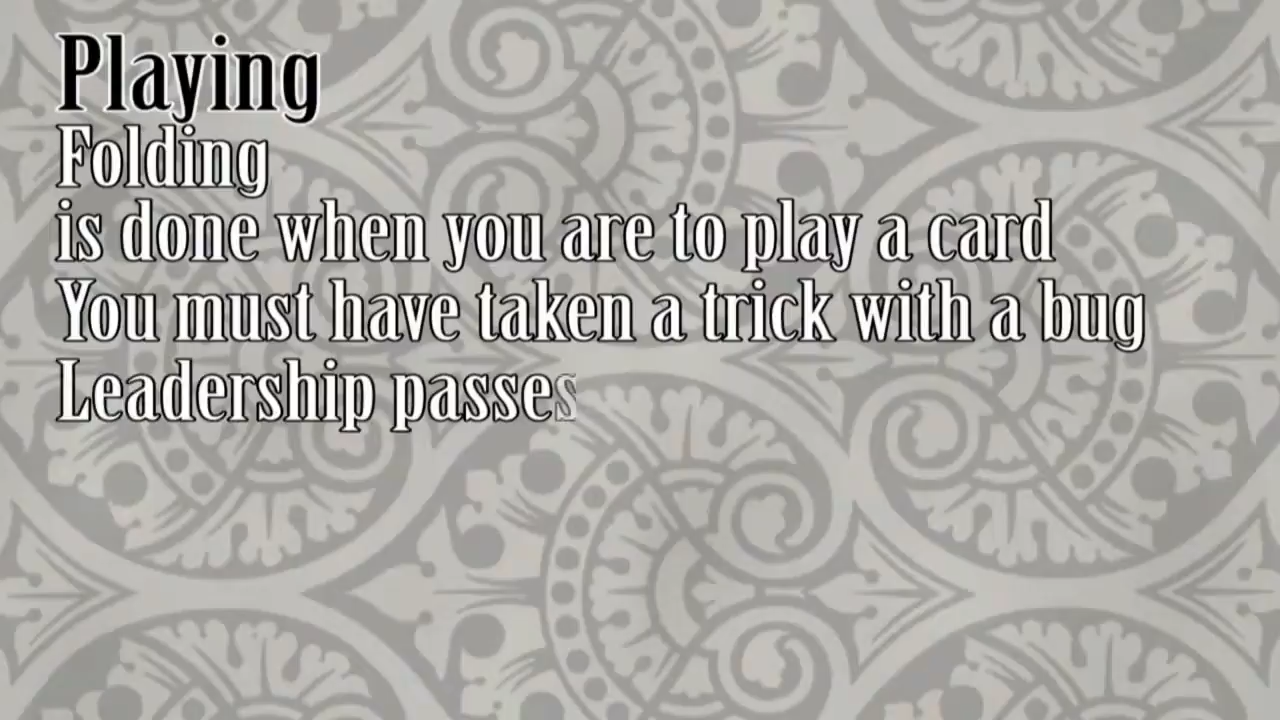 Playing
Folding
is done when you are to play a card
You must have taken a trick with a bug
Leadership passes